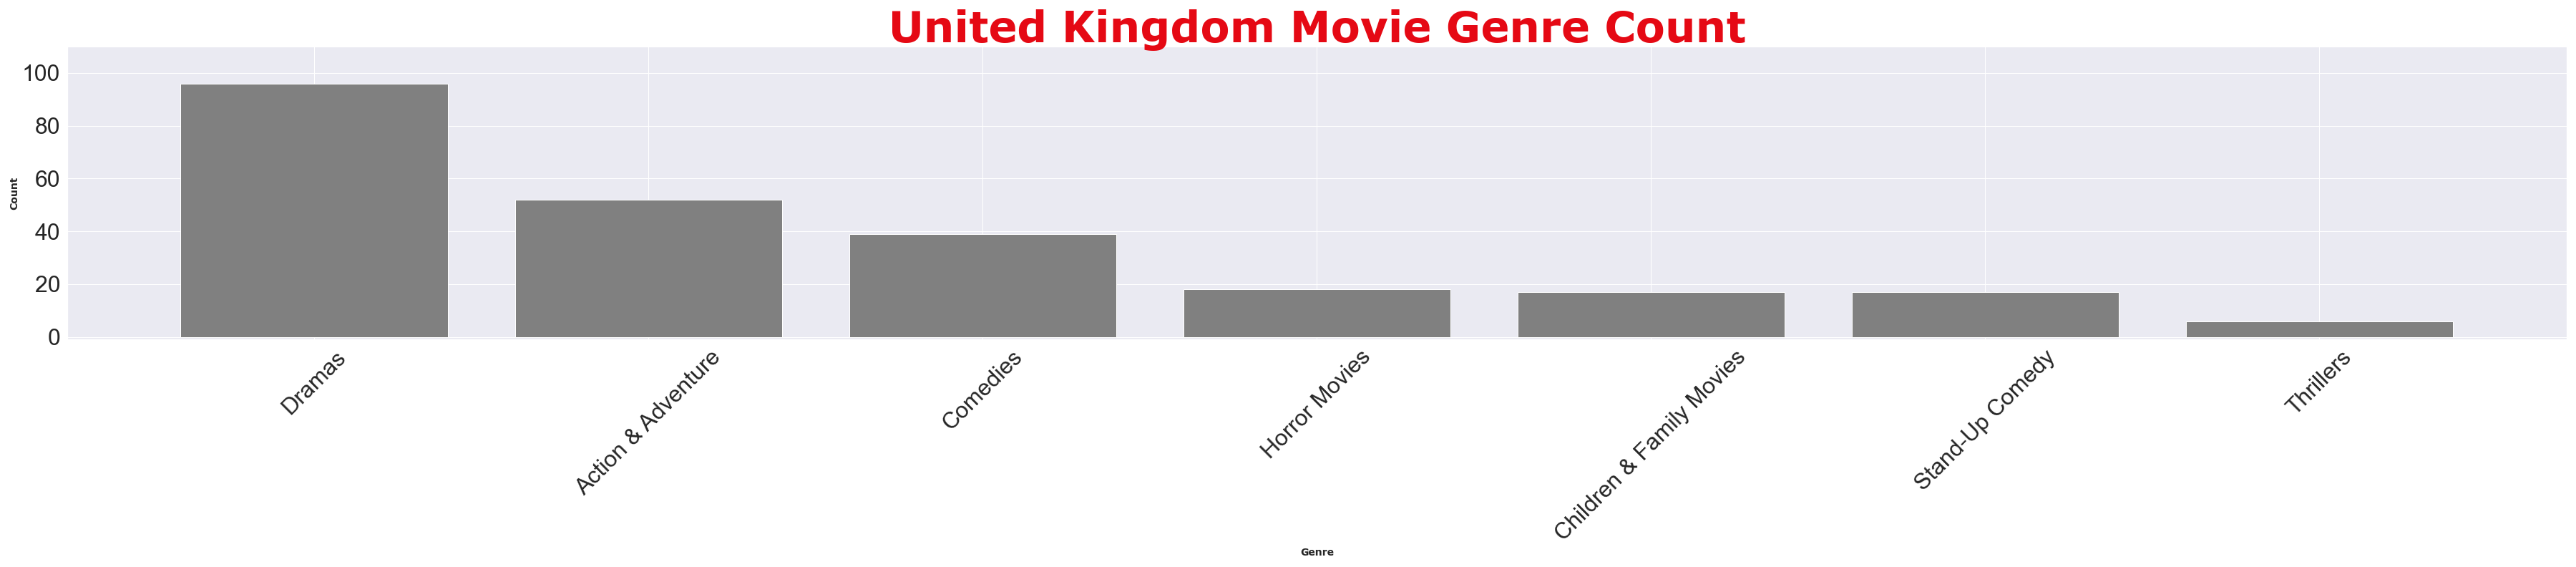 United Kingdom Movie Genre Count
100
80
60
40
20
0
Count
Dramas
Action & Adventure
Comedies
Horror Movies
Children & Family Movies
Stand-Up Comedy
Thrillers
Genre